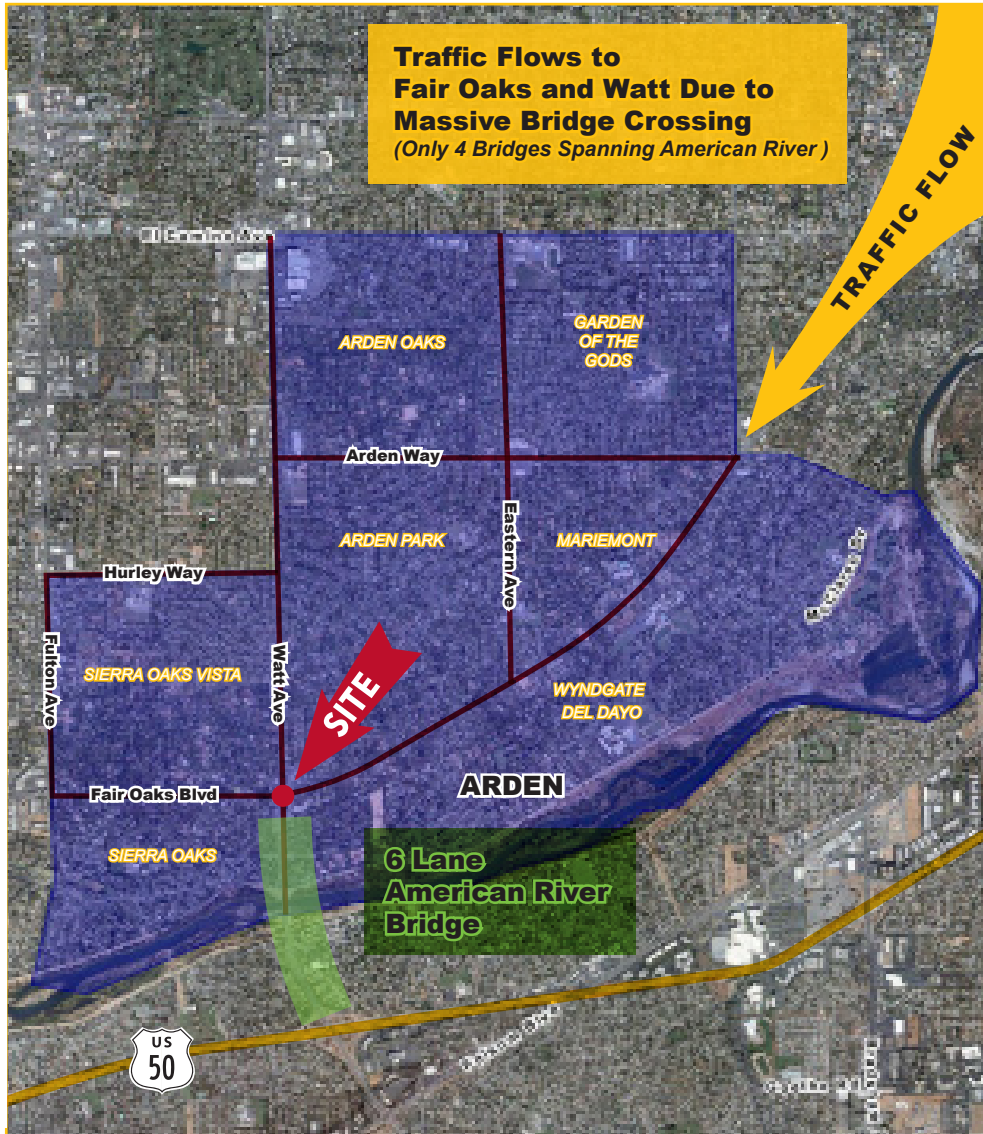 Traffic Flows to
Fair Oaks and Watt Due to
Massive Bridge Crossing
(Only 4 Bridges Spanning American River )
TRAFFIC FLOW
El Camino Ave
ARDEN OAKS
GARDEN
OF THE
GODS
Arden Way
Eastern Ave
ARDEN PARK
MARIEMONT
Hurley Way
Fulton Ave
Watt Ave
SIERRA OAKS VISTA
SITE
WYNDGATE
DEL DAYO
Fair Oaks Blvd
ARDEN
SIERRA OAKS
6 Lane
American River
Bridge
US
50